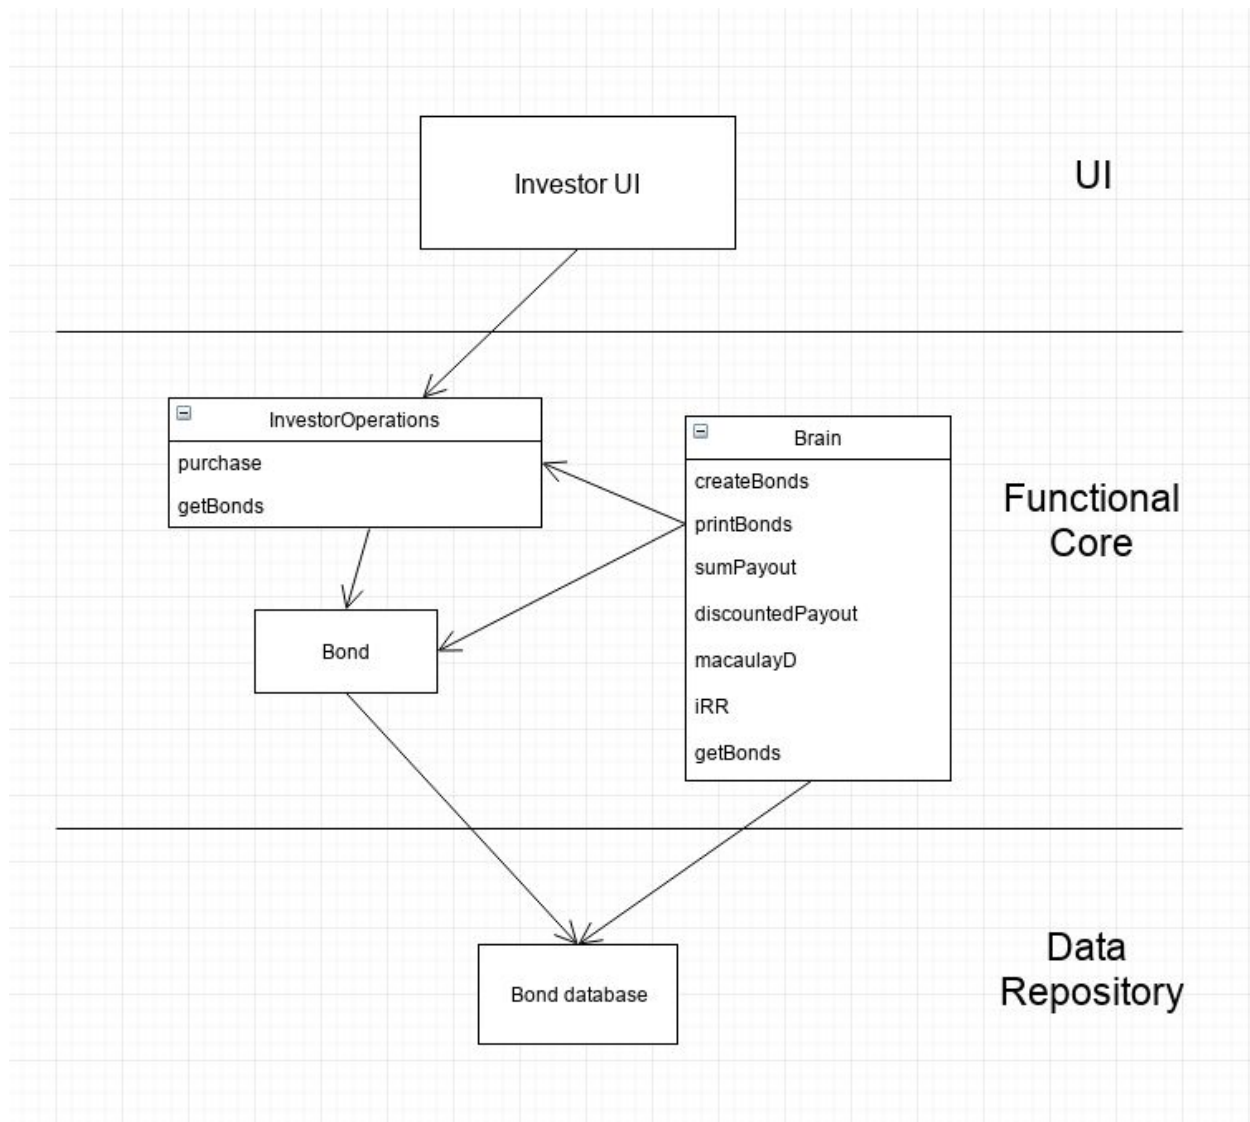 Investor UI
UI
InvestorOperations
purchase
getBonds
Brain
createBonds
printBonds
sumPayout
discountedPayout
macaulayD
iRR
getBonds
Functional
Core
Bond
Bond database
Data
Repository